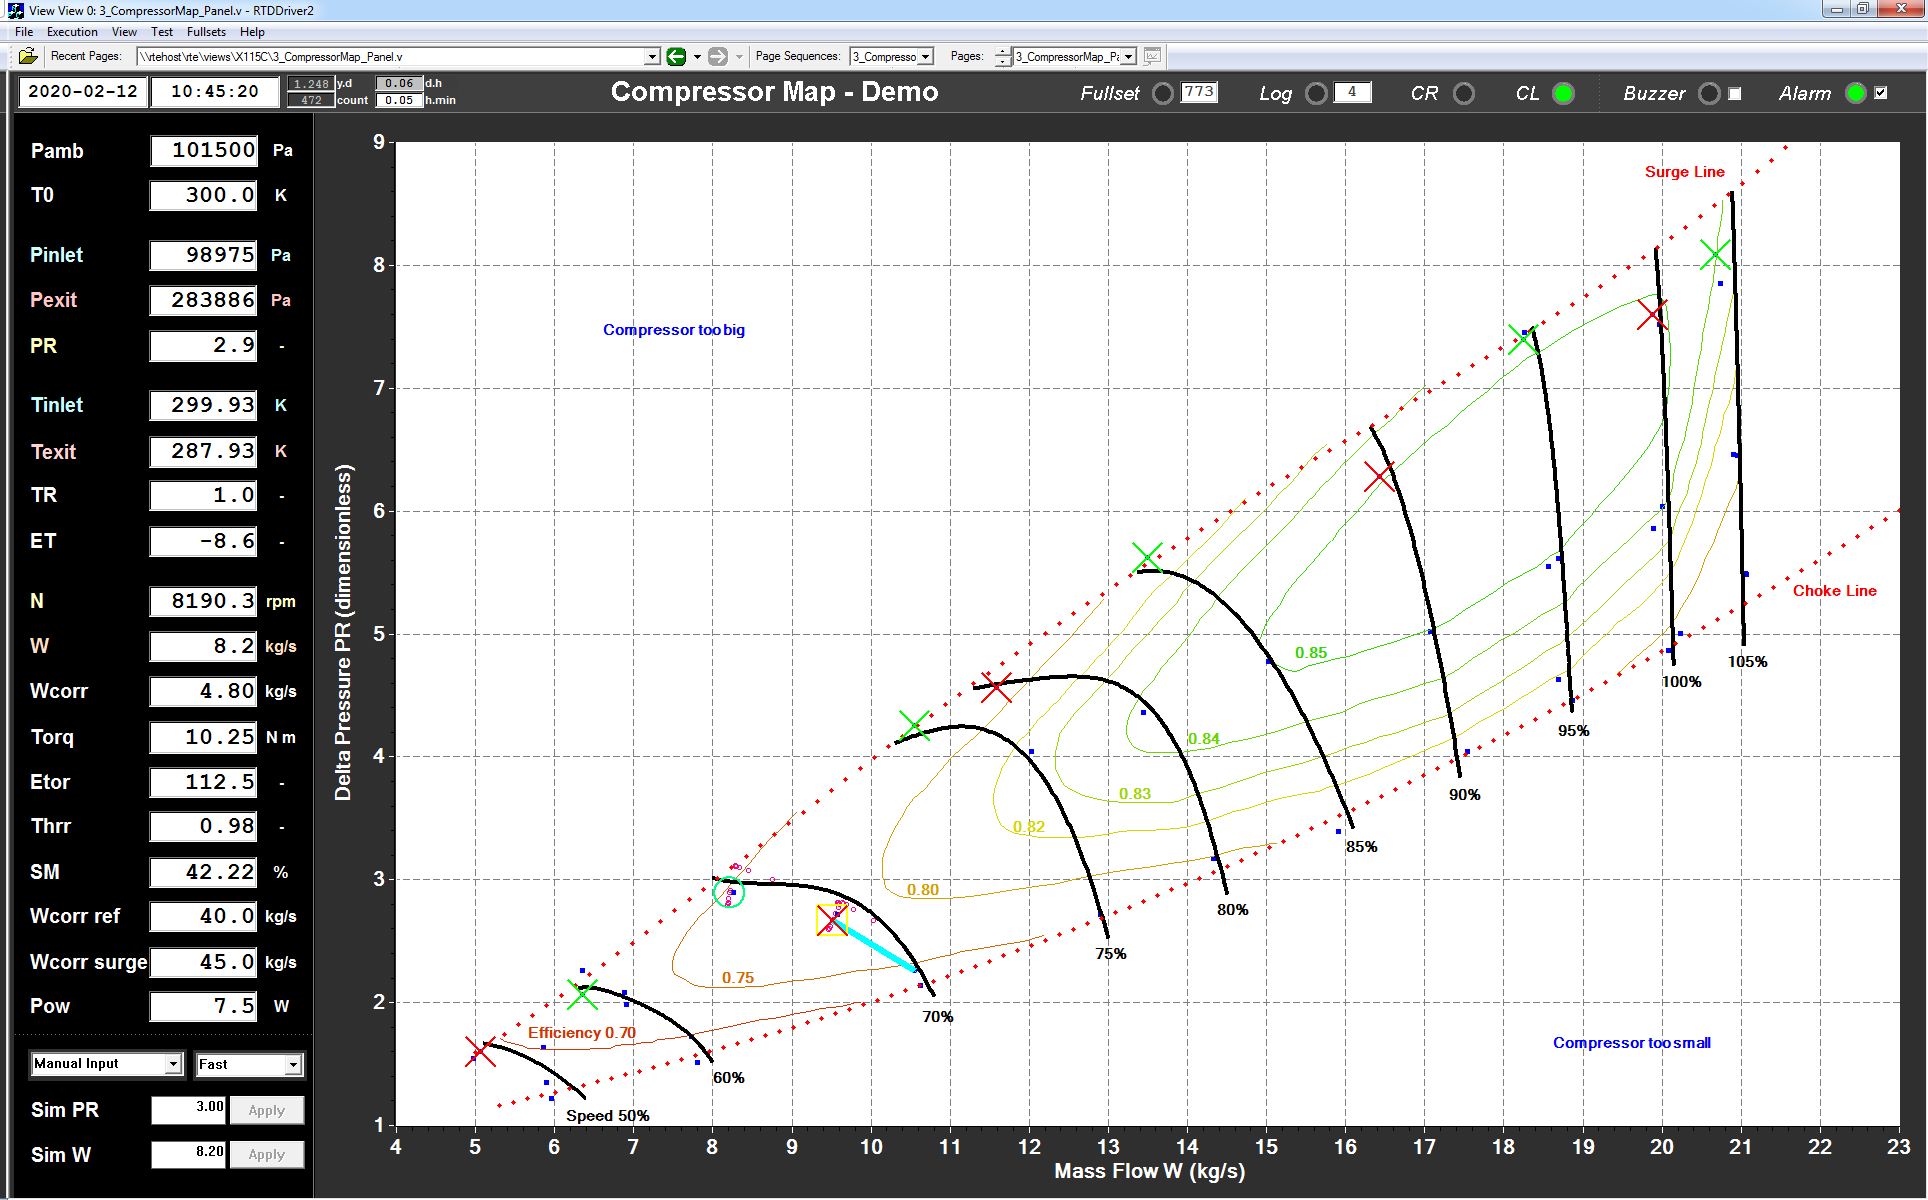 View View 0: 3_CompressorMap_Panel.v - RTDDriver2
File Execution View Test Fullsets Help
Recent Pages: \\rtehost\rte\views\X115C\3_CompressorMap_Panel.v Page Sequences: 3_Compresso Pages: 3_CompressorMap_Pa
2020-02-12 10:45:20 1.248 y.d 0.06 d.h
472 count 0.05 h.min
Compressor Map - Demo
Fullset 773 Log 4 CR CL Buzzer Alarm
Pamb 101500 Pa
T0 300.0 K
Pinlet 98975 Pa
Pexit 283886 Pa
PR 2.9 -
Tinlet 299.93 K
Texit 287.93 K
TR 1.0 -
ET -8.6 -
N 8190.3 rpm
W 8.2 kg/s
Wcorr 4.80 kg/s
Torq 10.25 N m
Etor 112.5 -
Thrr 0.98 -
SM 42.22 %
Wcorr ref 40.0 kg/s
Wcorr surge 45.0 kg/s
Pow 7.5 W
Manual Input Fast
Sim PR 3.00 Apply
Sim W 8.20 Apply
Delta Pressure PR (dimensionless)
9
8
7
6
5
4
3
2
1
Surge Line
Compressor too big
Choke Line
0.85
105%
100%
95%
0.84
0.83
90%
0.82
85%
0.80
80%
75%
0.75
70%
Efficiency 0.70
Compressor too small
60%
Speed 50%
4 5 6 7 8 9 10 11 12 13 14 15 16 17 18 19 20 21 22 23
Mass Flow W (kg/s)